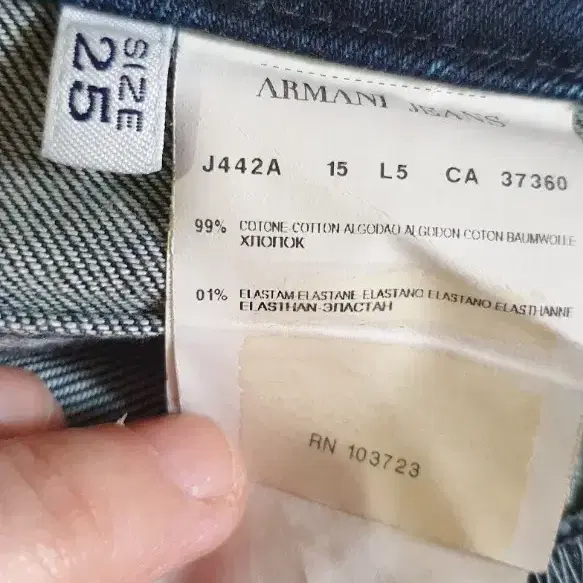 SIZE
25
ARMANI JEANS
J442A 15 L5 CA 37360
99% COTONE-COTTON ALGODAO ALGODON COTON BAUMWOLLE
ХЛОПОК
01% ELASTAM ELASTANE ELASTANO ELASTANO ELASTHANNE
ELASTHAN-ЭЛАСТАН
RN 103723